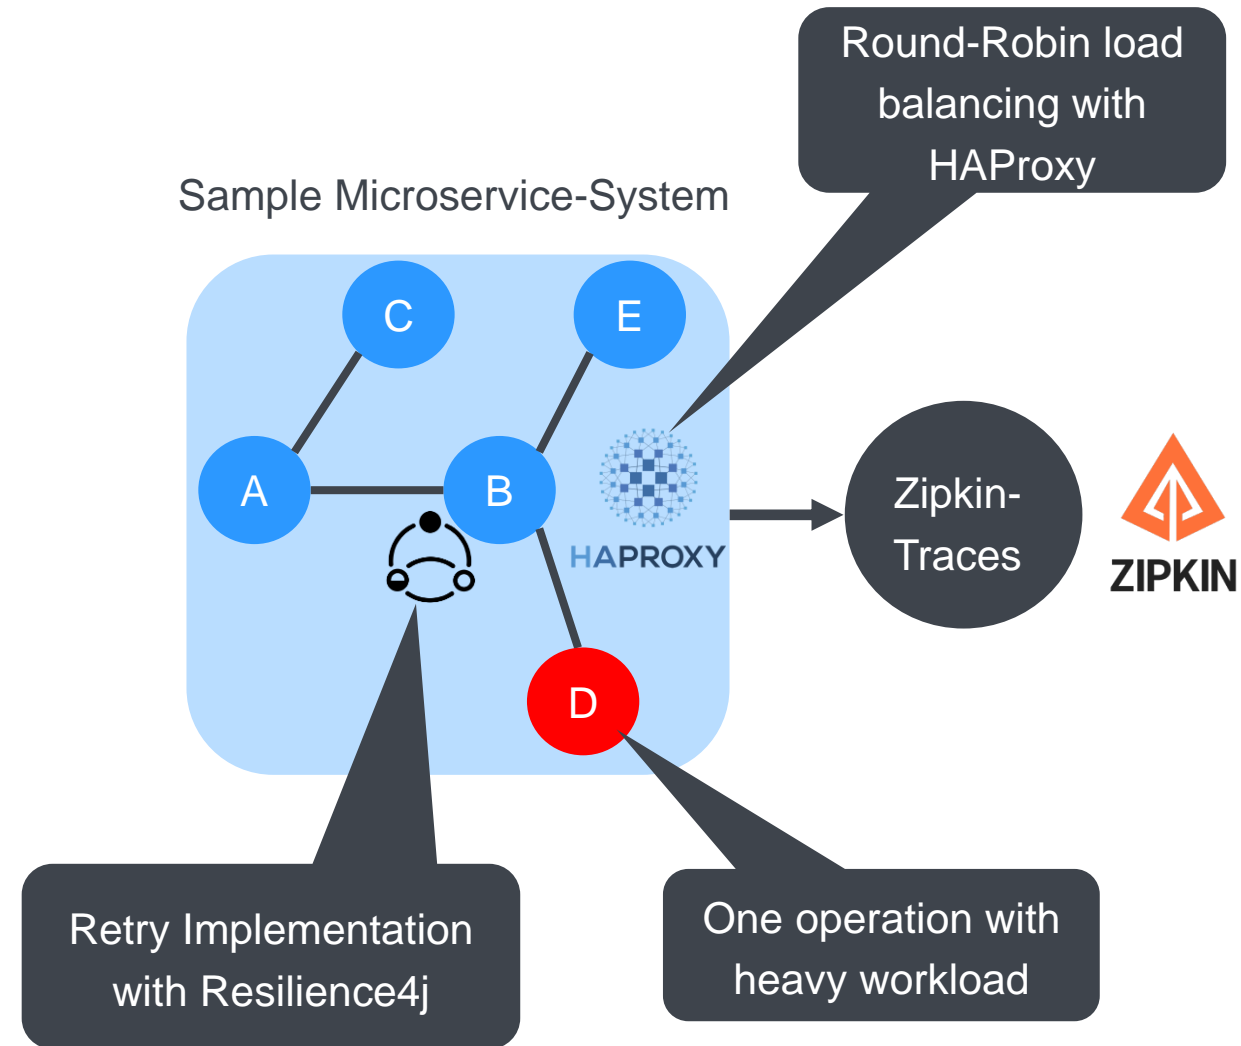 Round-Robin load
balancing with
HAProxy
Sample Microservice-System
C
E
A
B
HAPROXY
Zipkin-
Traces
ZIPKIN
D
Retry Implementation
with Resilience4j
One operation with
heavy workload